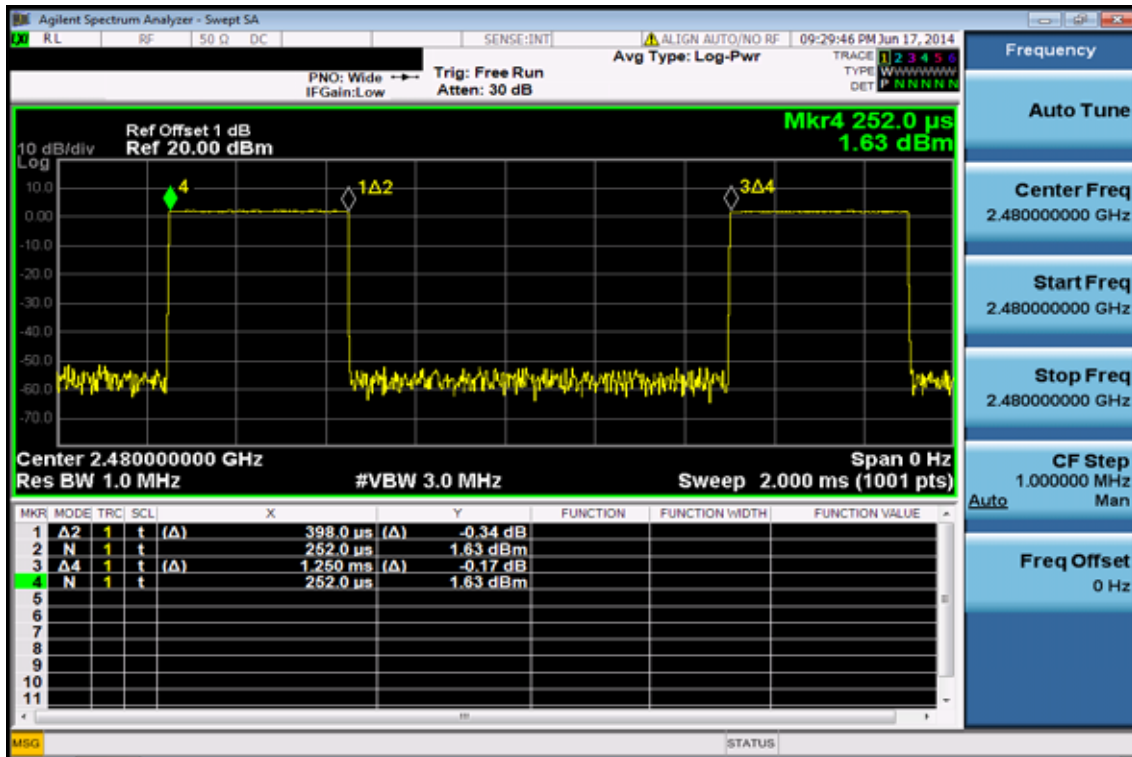 Agilent Spectrum Analyzer - Swept SA
RL RF 50 Ω DC SENSE:INT ALIGN AUTO/NO RF 09:29:46 PM Jun 17, 2014
Frequency
Avg Type: Log-Pwr TRACE 1 2 3 4 5 6
PNO: Wide Trig: Free Run TYPE WWWWWWW
IFGain:Low Atten: 30 dB DET P N N N N N
Auto Tune
Mkr4 252.0 µs
Ref Offset 1 dB
10 dB/div Ref 20.00 dBm 1.63 dBm
Log
10.0
0.00
-10.0
-20.0
-30.0
-40.0
-50.0
-60.0
-70.0
4 1Δ2 3Δ4
Center 2.480000000 GHz Span 0 Hz
Res BW 1.0 MHz #VBW 3.0 MHz Sweep 2.000 ms (1001 pts)
Center Freq
2.480000000 GHz
Start Freq
2.480000000 GHz
Stop Freq
2.480000000 GHz
CF Step
1.000000 MHz
Auto Man
Freq Offset
0 Hz
MKR MODE TRC SCL X Y FUNCTION FUNCTION WIDTH FUNCTION VALUE
1 Δ2 1 t (Δ) 398.0 µs (Δ) -0.34 dB
2 N 1 t 252.0 µs 1.63 dBm
3 Δ4 1 t (Δ) 1.250 ms (Δ) -0.17 dB
4 N 1 t 252.0 µs 1.63 dBm
5
6
7
8
9
10
11
MSG STATUS